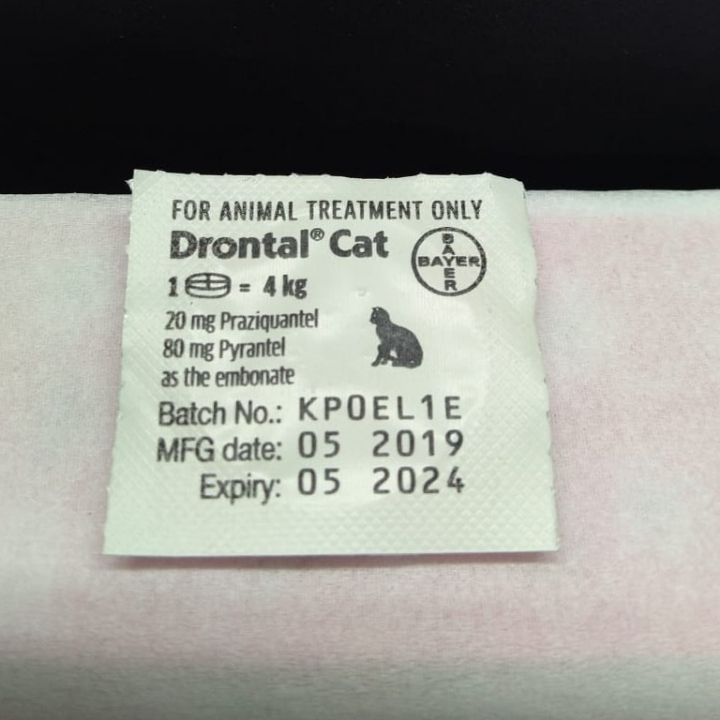 FOR ANIMAL TREATMENT ONLY
Drontal® Cat
BAYER
BAYER
1 = 4 kg
20 mg Praziquantel
80 mg Pyrantel
as the embonate
Batch No.: KP0EL1E
MFG date: 05 2019
Expiry: 05 2024